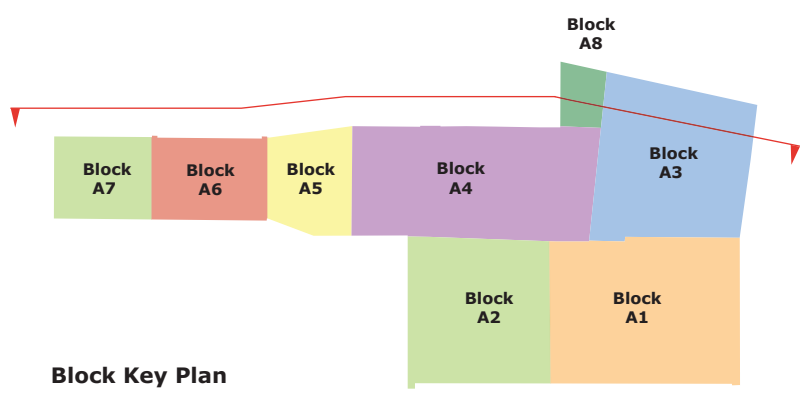 Block
A8
Block
A7
Block
A6
Block
A5
Block
A4
Block
A3
Block
A2
Block
A1
Block Key Plan